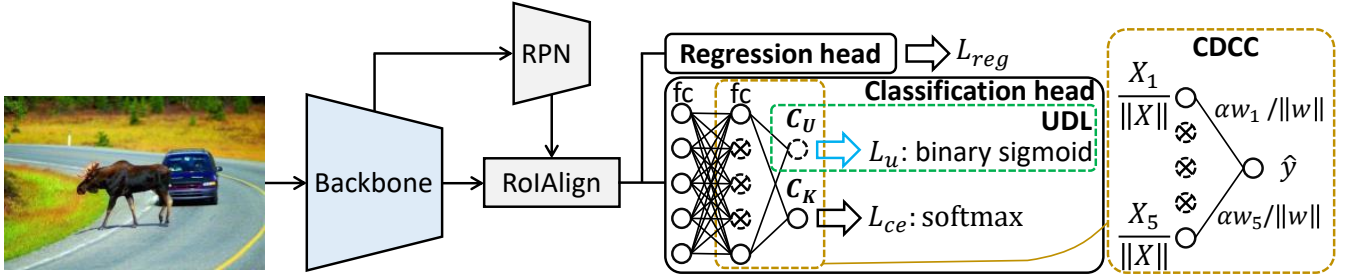 RPN
Backbone
RoIAlign
Regression head
L_reg
Classification head
fc
fc
UDL
C_U
L_u: binary sigmoid
C_K
L_ce: softmax
CDCC
X_1
‖X‖
αw_1/‖w‖
ŷ
X_5
‖X‖
αw_5/‖w‖